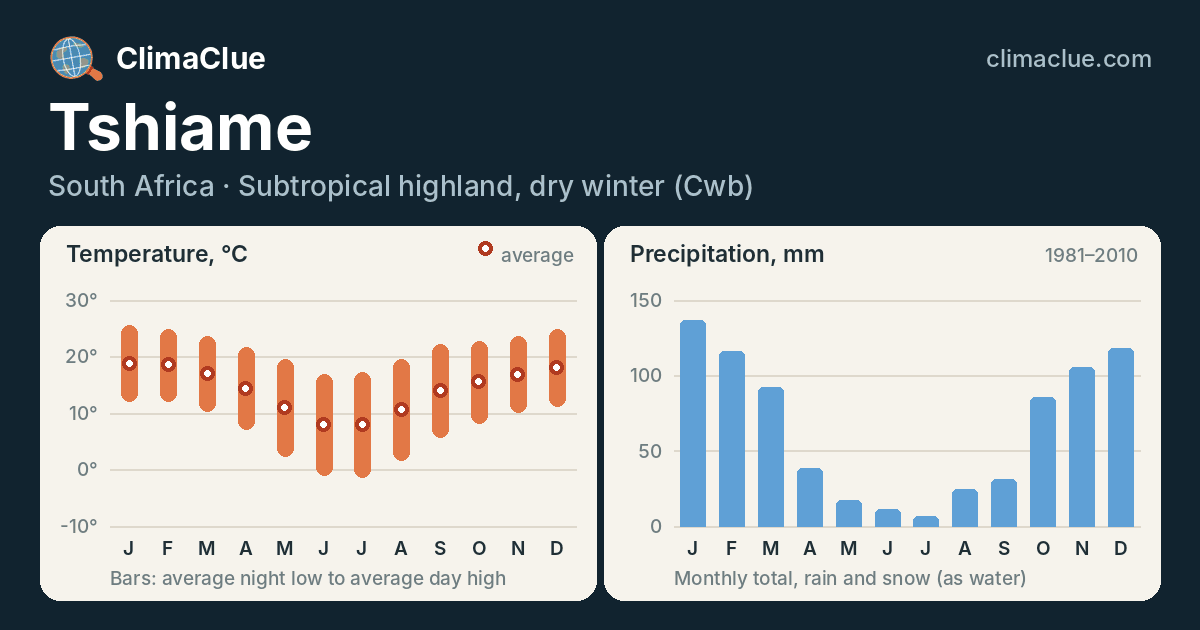 ClimaClue
climaclue.com
Tshiame
South Africa · Subtropical highland, dry winter (Cwb)
Temperature, °C
average
30°
20°
10°
0°
-10°
J F M A M J J A S O N D
Bars: average night low to average day high
Precipitation, mm
1981–2010
150
100
50
0
J F M A M J J A S O N D
Monthly total, rain and snow (as water)